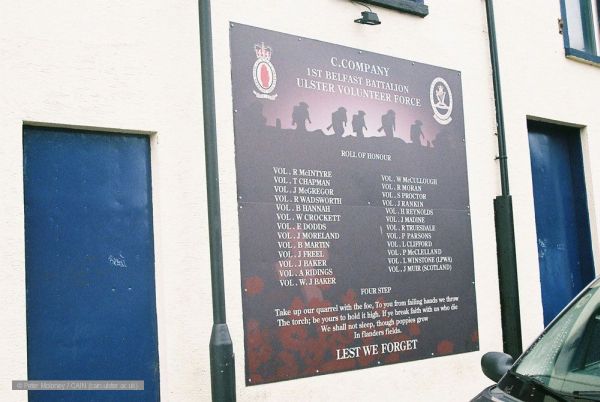 C.COMPANY
1ST BELFAST BATTALION
ULSTER VOLUNTEER FORCE
ROLL OF HONOUR
VOL . R McINTYRE
VOL . T CHAPMAN
VOL . J McGREGOR
VOL . R WADSWORTH
VOL . B HANNAH
VOL . W CROCKETT
VOL . E DODDS
VOL . J MORELAND
VOL . B MARTIN
VOL . J FREEL
VOL . J BAKER
VOL . A RIDINGS
VOL . W. J BAKER
VOL . W McCULLOUGH
VOL . R MORAN
VOL . S PROCTOR
VOL . J RANKIN
VOL . H REYNOLDS
VOL . J MADINE
VOL . R TRUESDALE
VOL . P PARSONS
VOL . L CLIFFORD
VOL . P McCLELLAND
VOL . L WINSTONE (LPWA)
VOL . J MUIR (SCOTLAND)
FOUR STEP
Take up our quarrel with the foe, To you from failing hands we throw
The torch; be yours to hold it high. If ye break faith with us who die
We shall not sleep, though poppies grow
In flanders fields.
LEST WE FORGET
© Peter Moloney / CAIN (cain.ulster.ac.uk)